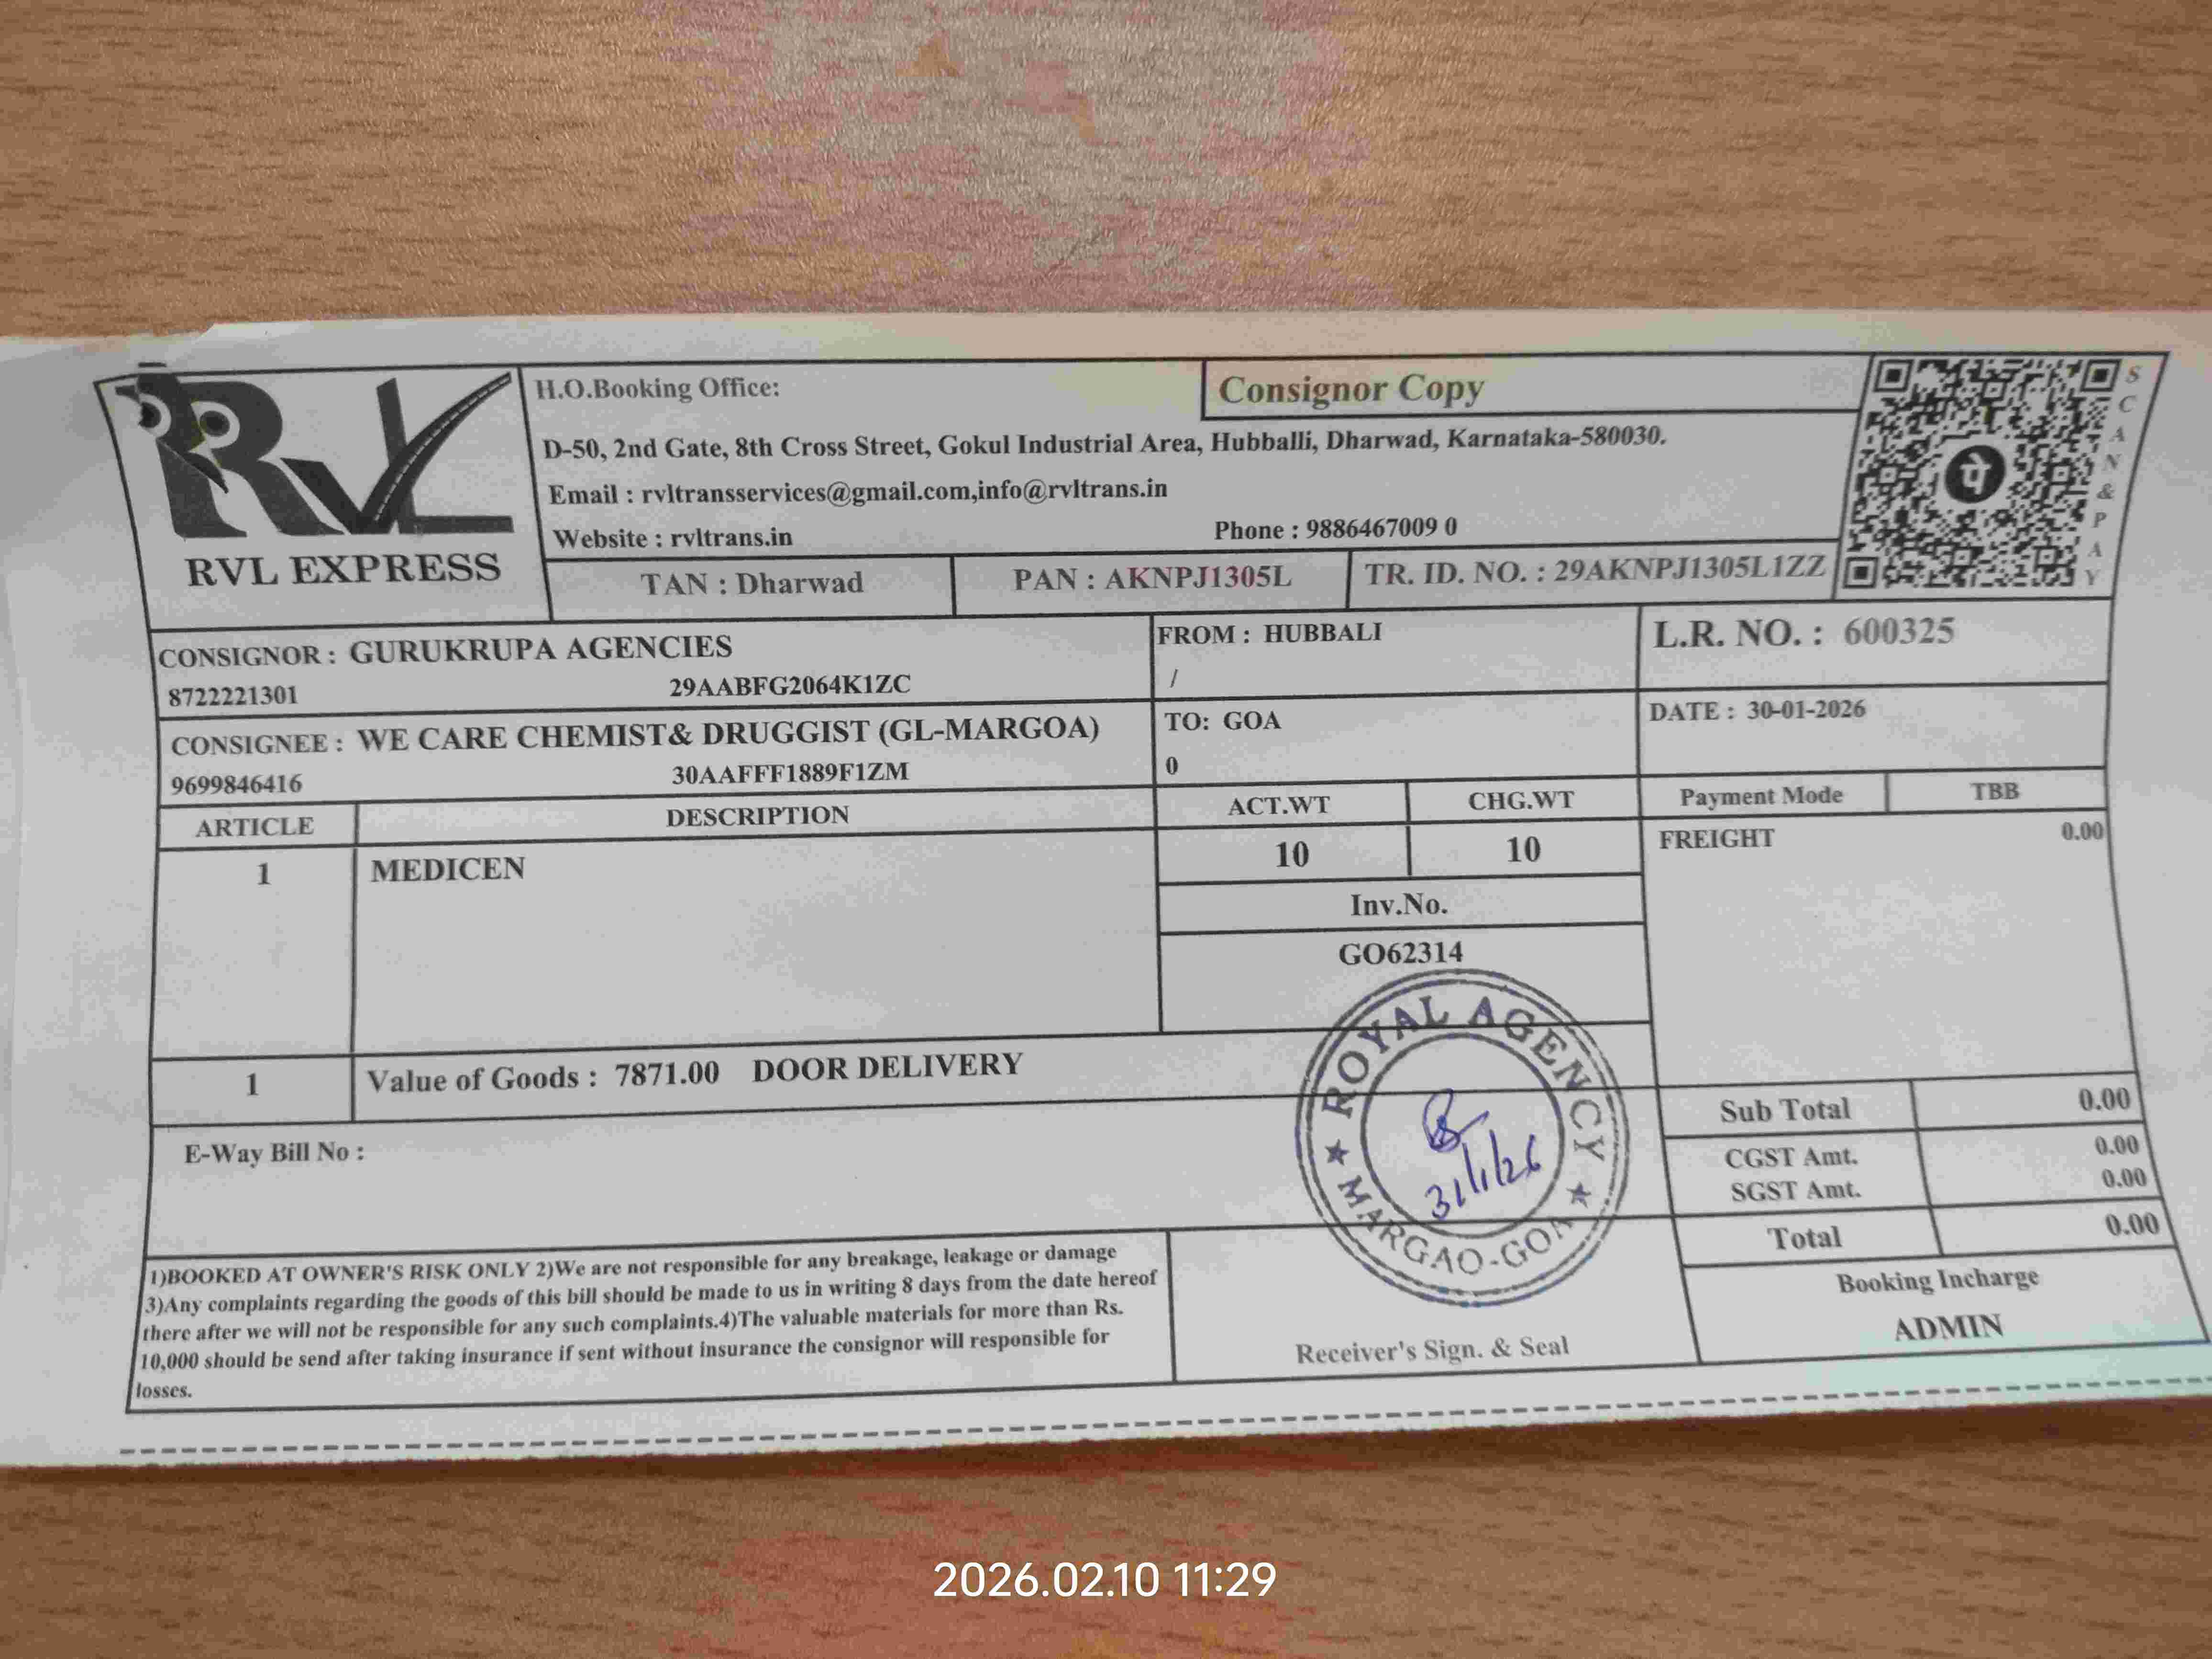 RVL
RVL EXPRESS
H.O.Booking Office:
Consignor Copy
D-50, 2nd Gate, 8th Cross Street, Gokul Industrial Area, Hubballi, Dharwad, Karnataka-580030.
Email : rvltransservices@gmail.com,info@rvltrans.in
Website : rvltrans.in
Phone : 9886467009 0
TAN : Dharwad
PAN : AKNPJ1305L
TR. ID. NO. : 29AKNPJ1305L1ZZ
पे
SCAN&PAY
CONSIGNOR : GURUKRUPA AGENCIES
8722221301 29AABFG2064K1ZC
FROM : HUBBALI
/
L.R. NO. : 600325
CONSIGNEE : WE CARE CHEMIST& DRUGGIST (GL-MARGOA)
9699846416 30AAFFF1889F1ZM
TO: GOA
0
DATE : 30-01-2026
ARTICLE DESCRIPTION ACT.WT CHG.WT Payment Mode TBB
1 MEDICEN 10 10 FREIGHT 0.00
Inv.No.
GO62314
1 Value of Goods : 7871.00 DOOR DELIVERY
E-Way Bill No :
ROYAL AGENCY
31/1/26
★ MARGAO-GOA ★
Sub Total 0.00
CGST Amt. 0.00
SGST Amt. 0.00
Total 0.00
1)BOOKED AT OWNER'S RISK ONLY 2)We are not responsible for any breakage, leakage or damage
3)Any complaints regarding the goods of this bill should be made to us in writing 8 days from the date hereof
there after we will not be responsible for any such complaints.4)The valuable materials for more than Rs.
10,000 should be send after taking insurance if sent without insurance the consignor will responsible for
losses.
Receiver's Sign. & Seal
Booking Incharge
ADMIN
2026.02.10 11:29